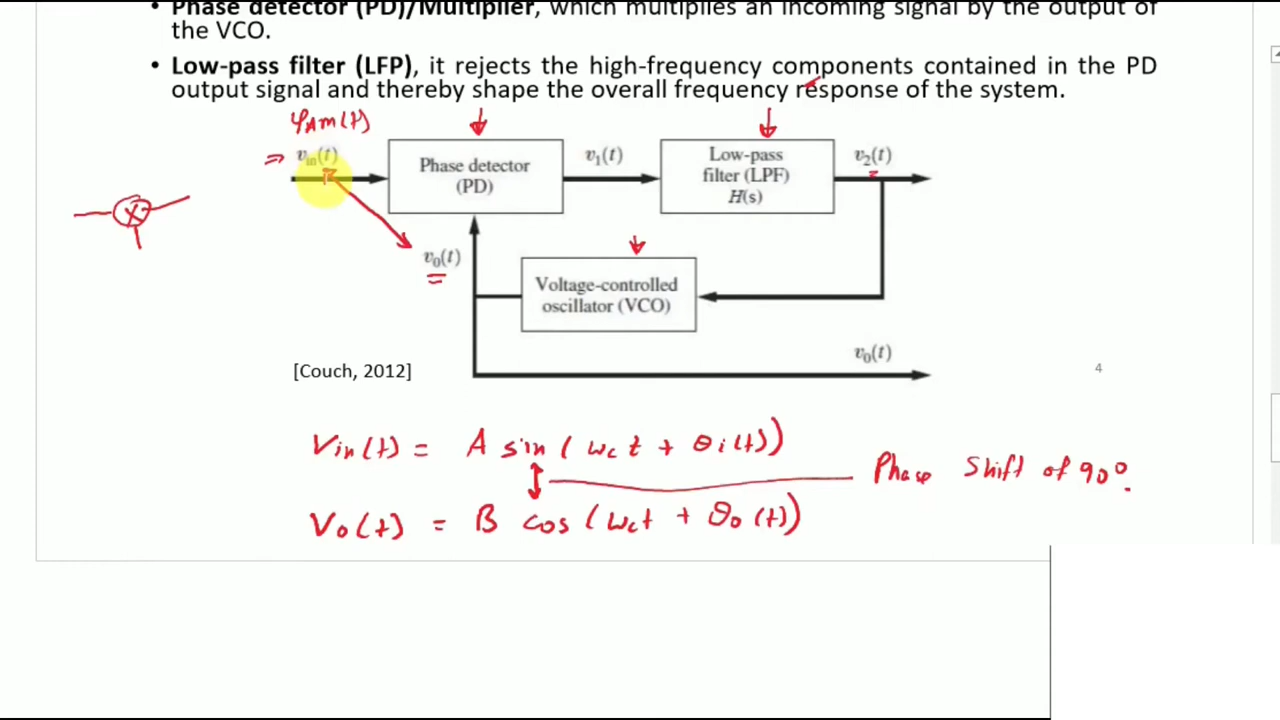 • Phase detector (PD)/Multiplier, which multiplies an incoming signal by the output of
the VCO.
• Low-pass filter (LFP), it rejects the high-frequency components contained in the PD
output signal and thereby shape the overall frequency response of the system.
φAm(t)
⇒ vin(t)
Phase detector
(PD)
v1(t)
Low-pass
filter (LPF)
H(s)
v2(t)
X
v0(t)
Voltage-controlled
oscillator (VCO)
v0(t)
[Couch, 2012]
4
Vin(t) = A sin(ωct + θi(t))
Phase Shift of 90°.
Vo(t) = B cos(ωct + θo(t))